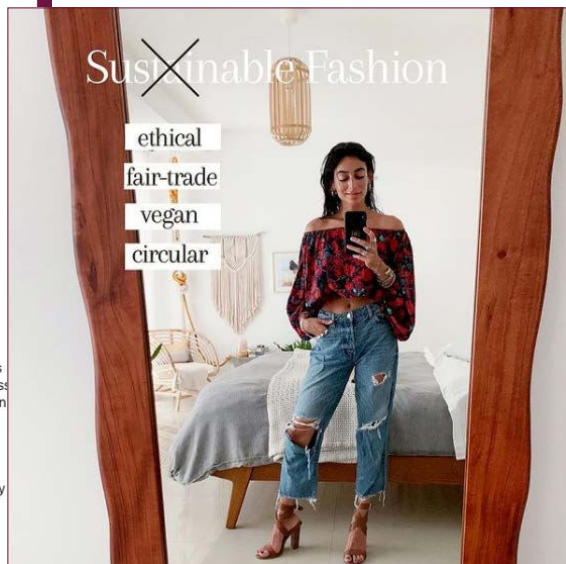 Sustainable Fashion
ethical
fair-trade
vegan
circular